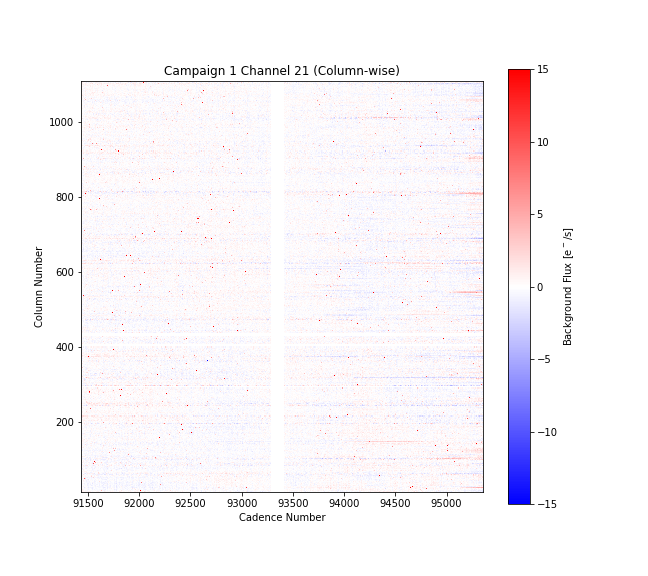 Campaign 1 Channel 21 (Column-wise)
1000
800
600
400
200
Column Number
91500 92000 92500 93000 93500 94000 94500 95000
Cadence Number
15
10
5
0
−5
−10
−15
Background Flux [e⁻/s]